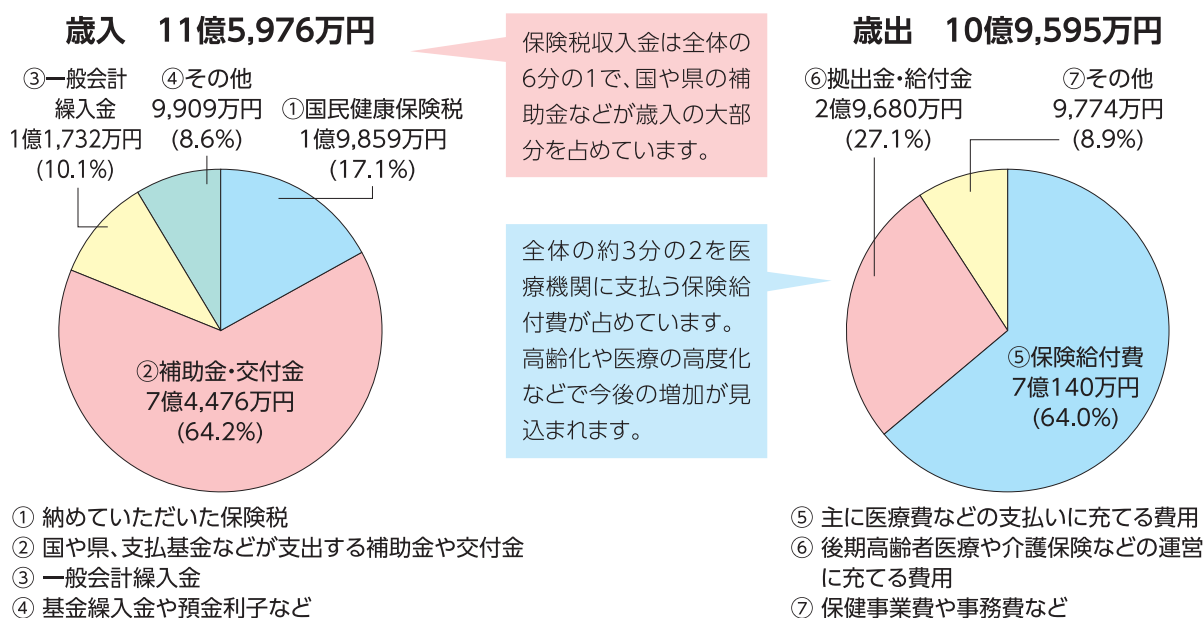 歳入 11億5,976万円
③一般会計
繰入金
1億1,732万円
(10.1%)
④その他
9,909万円
(8.6%)
①国民健康保険税
1億9,859万円
(17.1%)
②補助金・交付金
7億4,476万円
(64.2%)
① 納めていただいた保険税
② 国や県、支払基金などが支出する補助金や交付金
③ 一般会計繰入金
④ 基金繰入金や預金利子など
保険税収入金は全体の
6分の1で、国や県の補
助金などが歳入の大部
分を占めています。
全体の約3分の2を医
療機関に支払う保険給
付費が占めています。
高齢化や医療の高度化
などで今後の増加が見
込まれます。
歳出 10億9,595万円
⑥拠出金・給付金
2億9,680万円
(27.1%)
⑦その他
9,774万円
(8.9%)
⑤保険給付費
7億140万円
(64.0%)
⑤ 主に医療費などの支払いに充てる費用
⑥ 後期高齢者医療や介護保険などの運営
に充てる費用
⑦ 保健事業費や事務費など